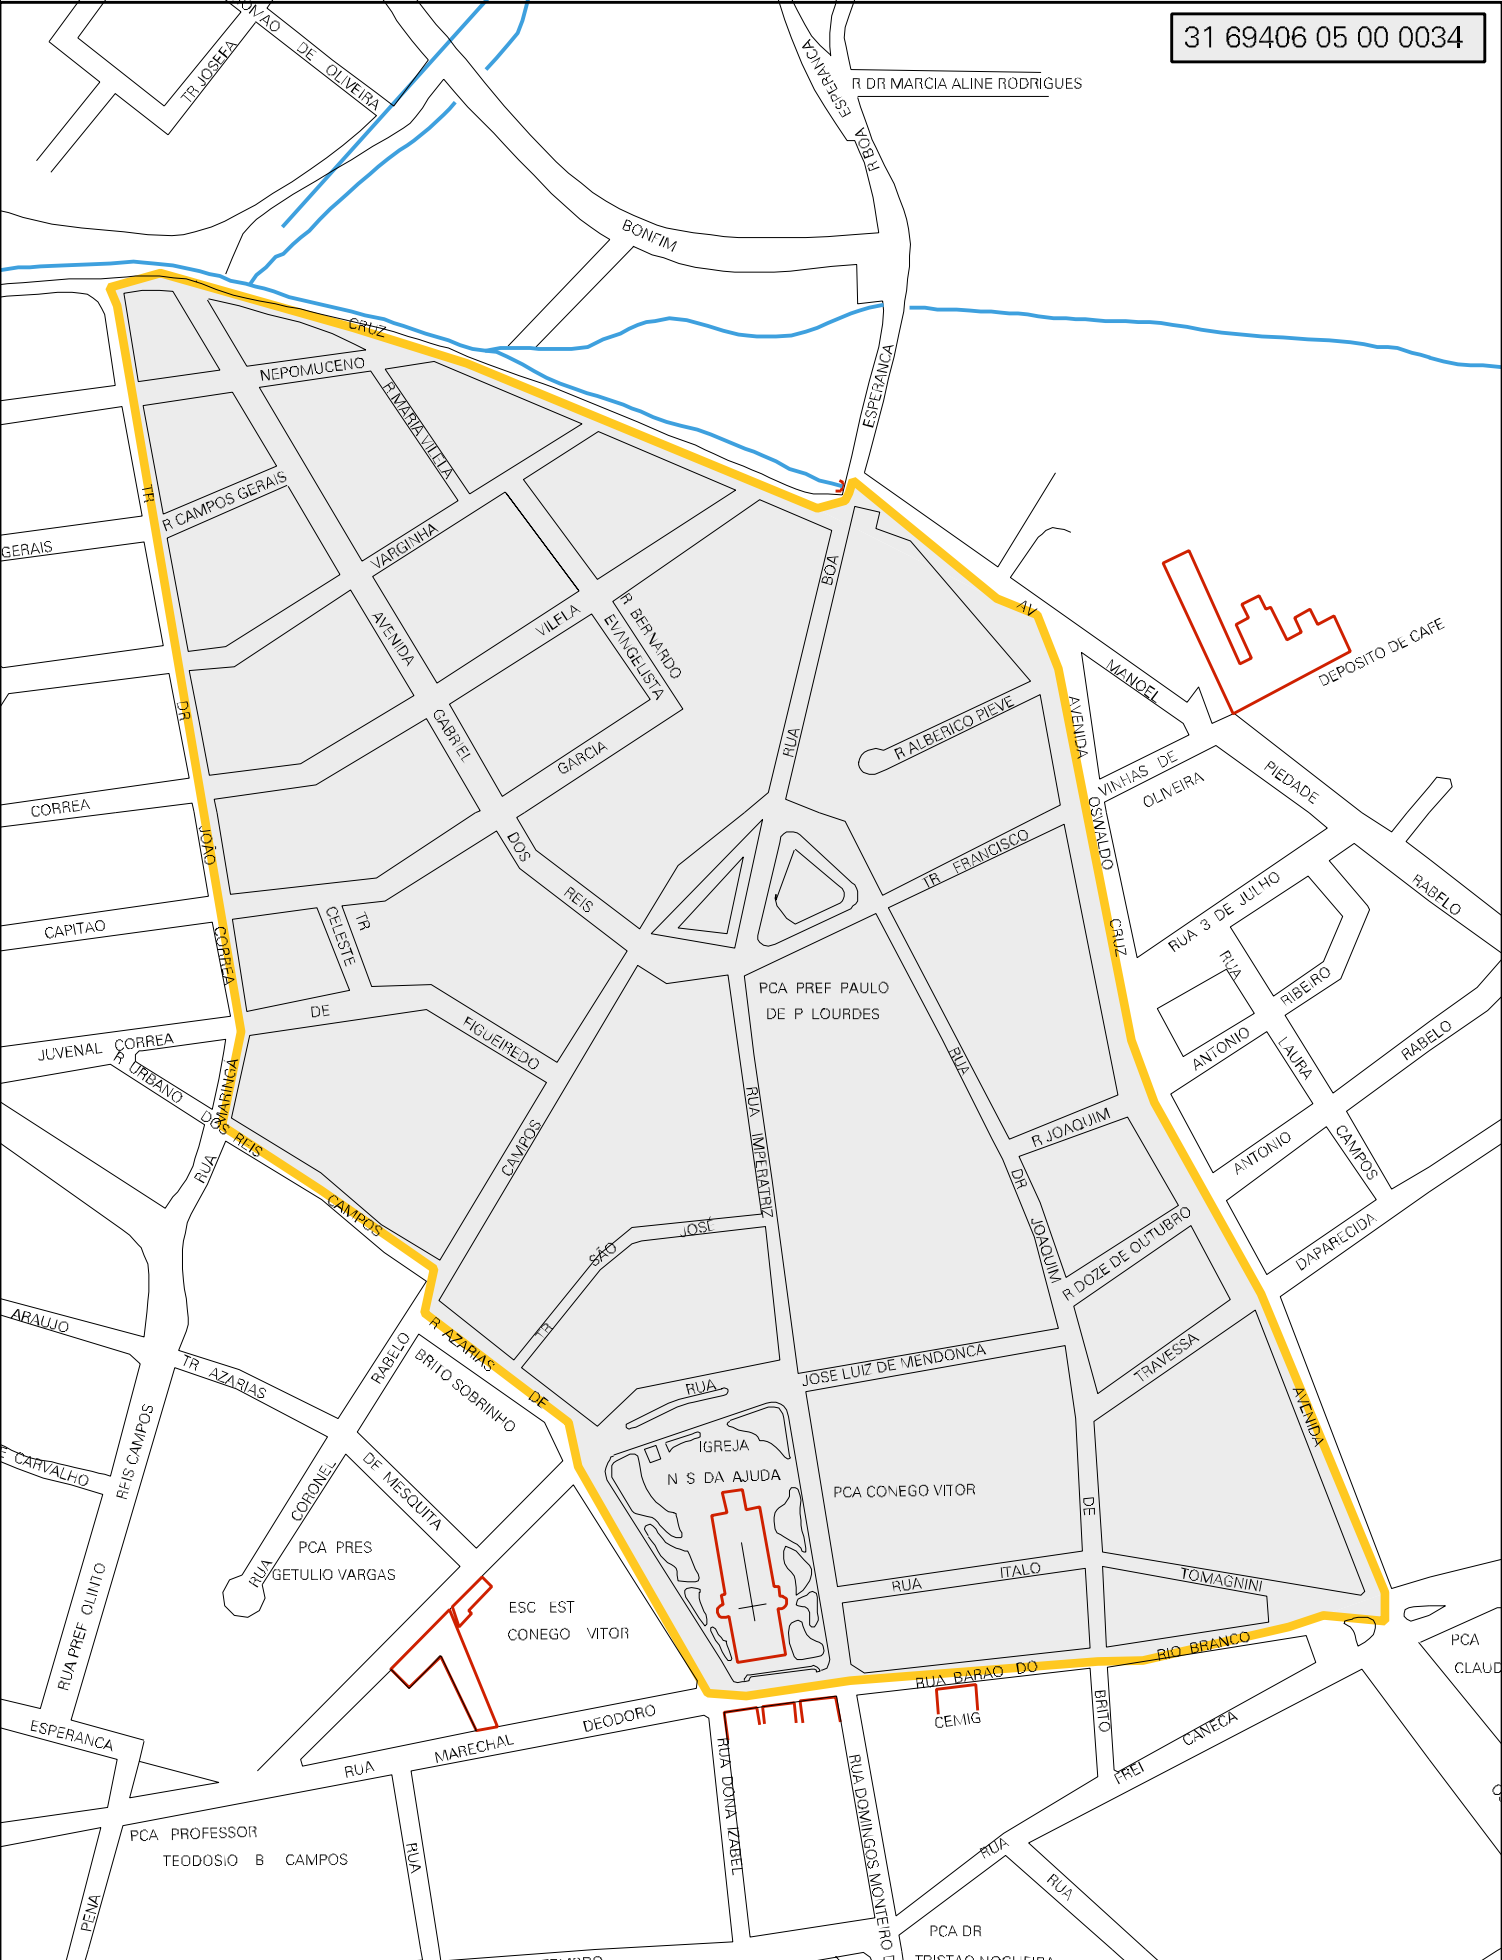 31 69406 05 00 0034
DE OLIVEIRA
TR JOSEFA
ESPERANCA
R DR MARCIA ALINE RODRIGUES
R BOA
BONFIM
CRUZ
NEPOMUCENO
R MARIA VILELA
ESPERANCA
TR
R CAMPOS GERAIS
GERAIS
VARGINHA
BOA
AV
AVENIDA
VILELA
R BERNARDO
EVANGELISTA
DEPOSITO DE CAFE
MANOEL
DR
GABRIEL
GARCIA
RUA
R ALBERICO PIEVE
AVENIDA
VINHAS DE
OLIVEIRA
PIEDADE
CORREA
JOÃO
DOS
REIS
OSWALDO
TR FRANCISCO
RUA 3 DE JULHO
RABELO
CAPITAO
CORREA
CELESTE
TR
CRUZ
RUA
RIBEIRO
PCA PREF PAULO
DE P LOURDES
DE
FIGUEIREDO
JUVENAL CORREA
R URBANO
DOS REIS
MARINGA
RUA
ANTONIO
LAURA
RABELO
RUA IMPERATRIZ
CAMPOS
R JOAQUIM
ANTONIO
CAMPOS
RUA
DR
JOAQUIM
CAMPOS
SÃO
JOSÉ
R DOZE DE OUTUBRO
DAPARECIDA
ARAUJO
TR
R AZARIAS
DE
TR AZARIAS
RABELO
BRITO SOBRINHO
RUA
JOSE LUIZ DE MENDONCA
TRAVESSA
AVENIDA
REIS CAMPOS
E CARVALHO
IGREJA
N S DA AJUDA
PCA CONEGO VITOR
DE MESQUITA
CORONEL
DE
PCA PRES
GETULIO VARGAS
RUA
RUA PREF OLINTO
RUA
ITALO
TOMAGNINI
ESC EST
CONEGO VITOR
RUA BARAO DO
RIO BRANCO
PCA
CLAUD
CEMIG
BRITO
ESPERANCA
RUA
MARECHAL
DEODORO
CANECA
FREI
RUA DONA IZABEL
RUA DOMINGOS MONTEIRO
PCA PROFESSOR
TEODOSIO B CAMPOS
RUA
RUA
RUA
PENA
PCA DR
TRISTAO NOGUEIRA